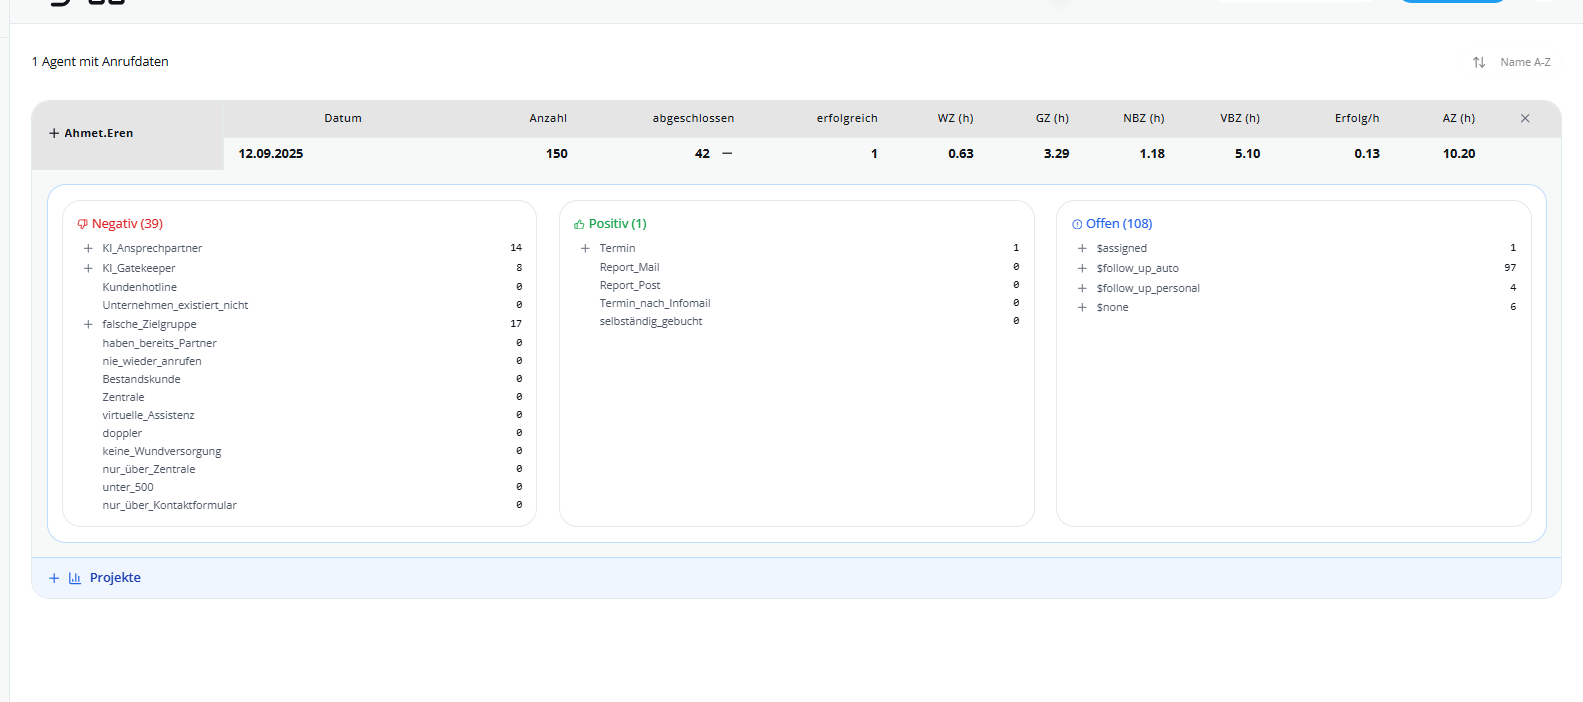 1 Agent mit Anrufdaten
Name A-Z
Ahmet.Eren
Datum Anzahl abgeschlossen erfolgreich WZ (h) GZ (h) NBZ (h) VBZ (h) Erfolg/h AZ (h)
12.09.2025 150 42 1 0.63 3.29 1.18 5.10 0.13 10.20
Negativ (39)
KI_Ansprechpartner 14
KI_Gatekeeper 8
Kundenhotline 0
Unternehmen_existiert_nicht 0
falsche_Zielgruppe 17
haben_bereits_Partner 0
nie_wieder_anrufen 0
Bestandskunde 0
Zentrale 0
virtuelle_Assistenz 0
doppler 0
keine_Wundversorgung 0
nur_über_Zentrale 0
unter_500 0
nur_über_Kontaktformular 0
Positiv (1)
Termin 1
Report_Mail 0
Report_Post 0
Termin_nach_Infomail 0
selbständig_gebucht 0
Offen (108)
$assigned 1
$follow_up_auto 97
$follow_up_personal 4
$none 6
Projekte